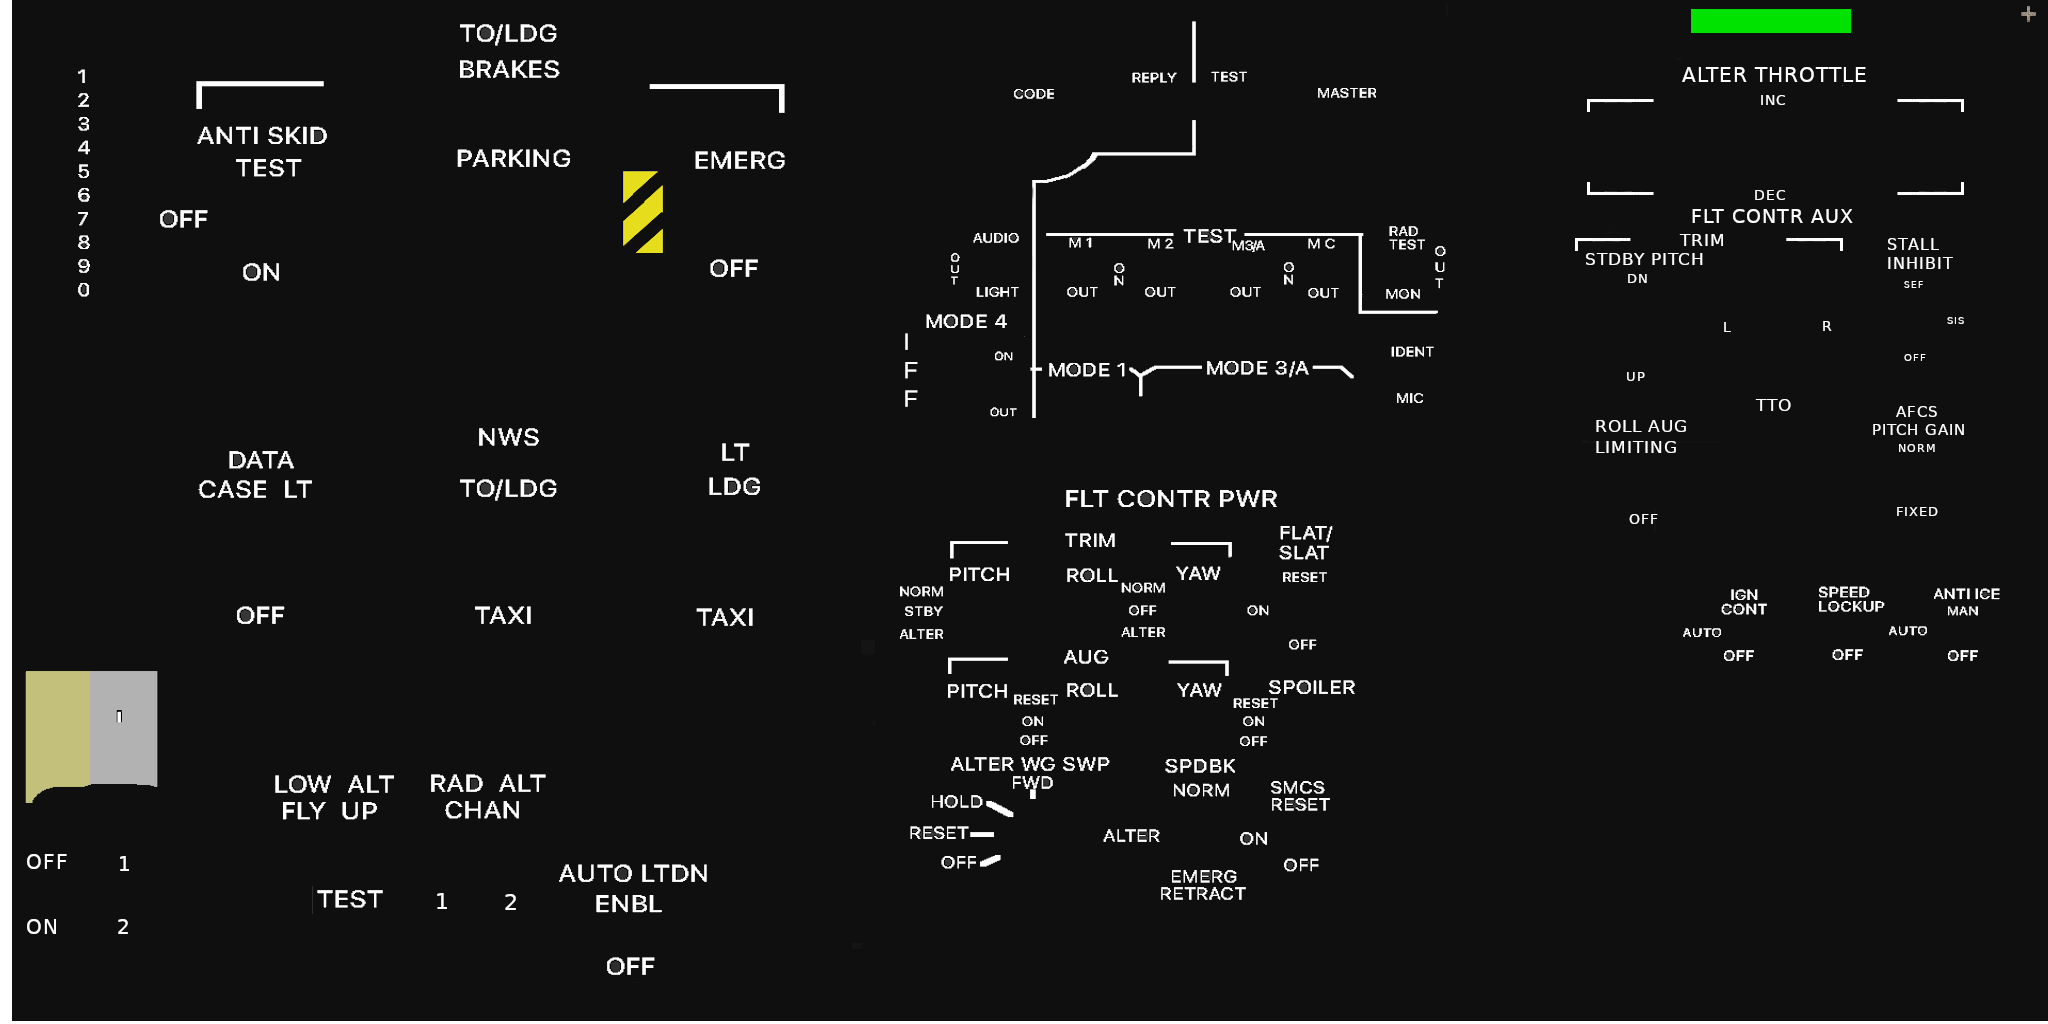 TO/LDG
BRAKES
1
2
3
4
5
6
7
8
9
0
ANTI SKID
TEST
PARKING
EMERG
OFF
ON
OFF
DATA
CASE LT
NWS
TO/LDG
LT
LDG
OFF
TAXI
TAXI
LOW ALT
FLY UP
RAD ALT
CHAN
OFF 1
ON 2
TEST 1 2
AUTO LTDN
ENBL
OFF
CODE
REPLY
TEST
MASTER
AUDIO
OUT
LIGHT
TEST
M 1
M 2
M3/A
M C
ON
ON
OUT
OUT
OUT
OUT
RAD
TEST
OUT
MON
MODE 4
IFF
ON
OUT
MODE 1
MODE 3/A
IDENT
MIC
FLT CONTR PWR
TRIM
PITCH
ROLL
YAW
FLAT/
SLAT
RESET
NORM
STBY
ALTER
NORM
OFF
ALTER
ON
OFF
AUG
PITCH
RESET
ROLL
YAW
RESET
SPOILER
ON
OFF
ON
OFF
ALTER WG SWP
FWD
HOLD
RESET
OFF
SPDBK
NORM
ALTER
EMERG
RETRACT
SMCS
RESET
ON
OFF
+
ALTER THROTTLE
INC
DEC
FLT CONTR AUX
TRIM
STDBY PITCH
DN
L
R
UP
STALL
INHIBIT
SEF
SIS
OFF
TTO
ROLL AUG
LIMITING
OFF
AFCS
PITCH GAIN
NORM
FIXED
IGN
CONT
AUTO
OFF
SPEED
LOCKUP
OFF
ANTI ICE
MAN
AUTO
OFF